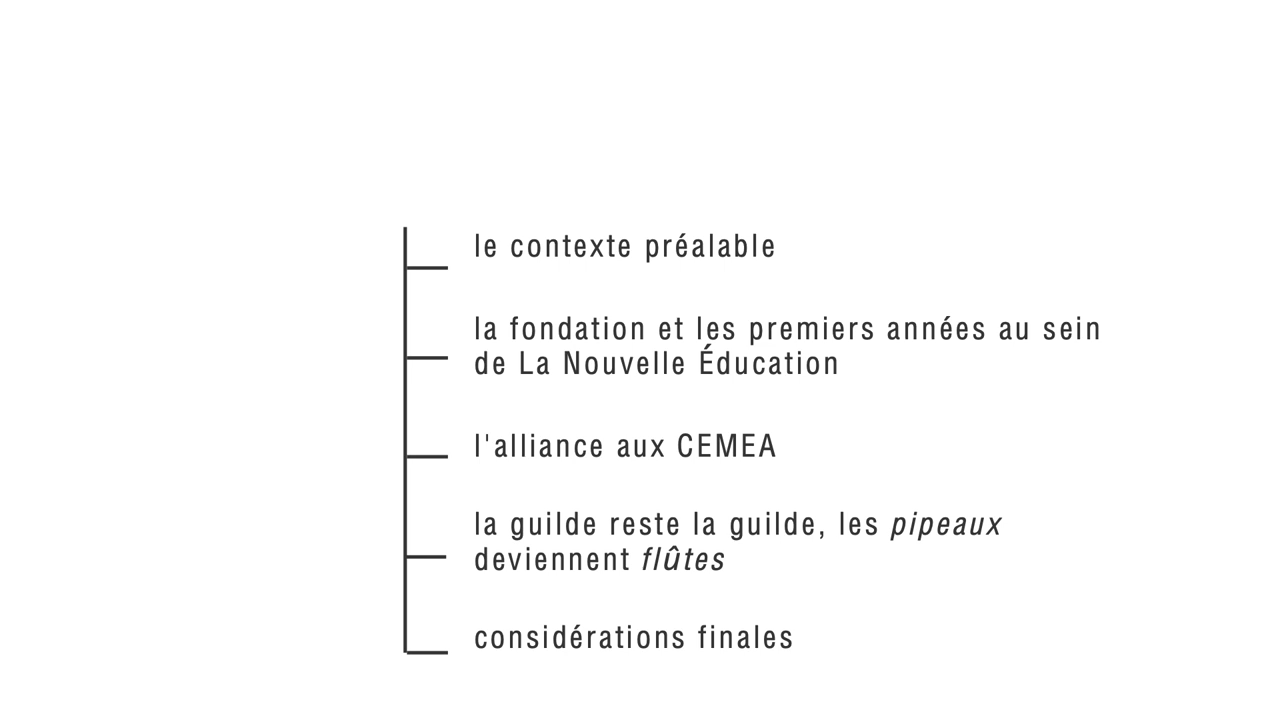 le contexte préalable
la fondation et les premiers années au sein
de La Nouvelle Éducation
l'alliance aux CEMEA
la guilde reste la guilde, les pipeaux
deviennent flûtes
considérations finales